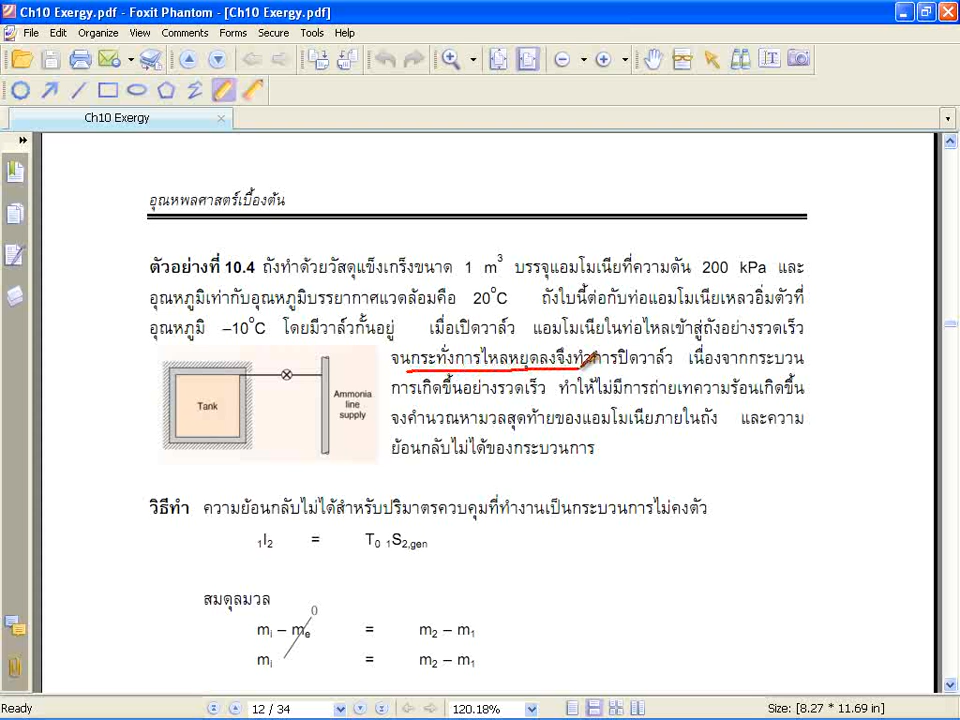 Ch10 Exergy.pdf - Foxit Phantom - [Ch10 Exergy.pdf]
File Edit Organize View Comments Forms Secure Tools Help
Ch10 Exergy
อุณหพลศาสตร์เบื้องต้น
ตัวอย่างที่ 10.4 ถังทำด้วยวัสดุแข็งเกร็งขนาด 1 m³ บรรจุแอมโมเนียที่ความดัน 200 kPa และ
อุณหภูมิเท่ากับอุณหภูมิบรรยากาศแวดล้อมคือ 20°C ถังใบนี้ต่อกับท่อแอมโมเนียเหลวอิ่มตัวที่
อุณหภูมิ –10°C โดยมีวาล์วกั้นอยู่ เมื่อเปิดวาล์ว แอมโมเนียในท่อไหลเข้าสู่ถังอย่างรวดเร็ว
จนกระทั่งการไหลหยุดลงจึงทำการปิดวาล์ว เนื่องจากกระบวน
การเกิดขึ้นอย่างรวดเร็ว ทำให้ไม่มีการถ่ายเทความร้อนเกิดขึ้น
จงคำนวณหามวลสุดท้ายของแอมโมเนียภายในถัง และความ
ย้อนกลับไม่ได้ของกระบวนการ
Tank
Ammonia
line
supply
วิธีทำ ความย้อนกลับไม่ได้สำหรับปริมาตรควบคุมที่ทำงานเป็นกระบวนการไม่คงตัว
₁I₂ = T₀ ₁S₂,gen
สมดุลมวล
0
mᵢ – mₑ = m₂ – m₁
mᵢ = m₂ – m₁
Ready 12 / 34 120.18% Size: [8.27 * 11.69 in]